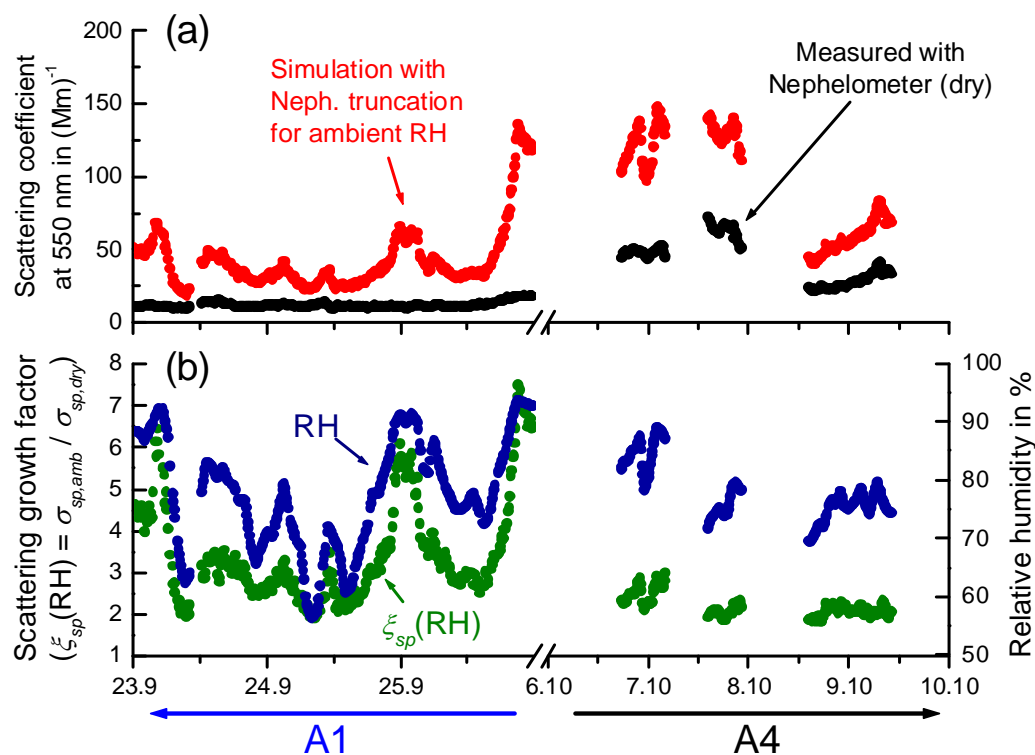 (a)
Scattering coefficient
at 550 nm in (Mm)⁻¹
200
150
100
50
0
Simulation with
Neph. truncation
for ambient RH
Measured with
Nephelometer (dry)
(b)
Scattering growth factor
(ξsp(RH) = σsp,amb / σsp,dry)
8
7
6
5
4
3
2
1
RH
ξsp(RH)
100
90
80
70
60
50
Relative humidity in %
23.9
24.9
25.9
6.10
7.10
8.10
9.10
10.10
A1
A4